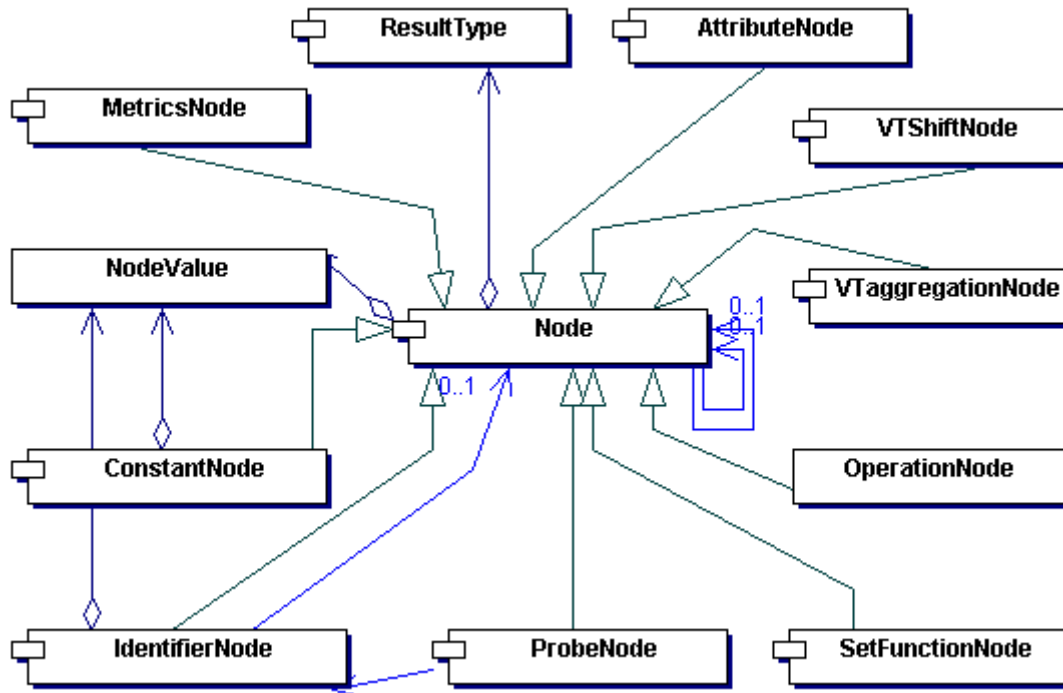 ResultType
AttributeNode
MetricsNode
VTShiftNode
NodeValue
VTaggregationNode
0..1
Node
0..1
0..1
ConstantNode
OperationNode
IdentifierNode
ProbeNode
SetFunctionNode